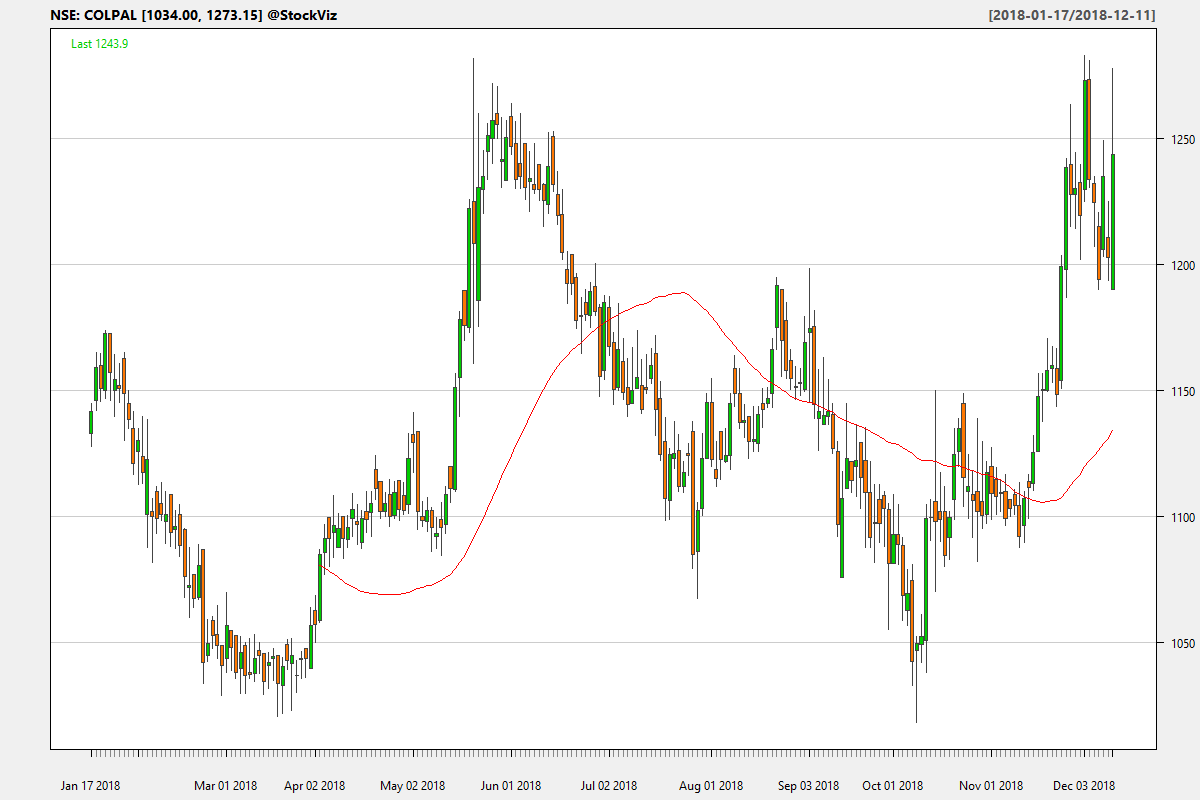 NSE: COLPAL [1034.00, 1273.15] @StockViz
[2018-01-17/2018-12-11]
Last 1243.9
1250
1200
1150
1100
1050
Jan 17 2018
Mar 01 2018
Apr 02 2018
May 02 2018
Jun 01 2018
Jul 02 2018
Aug 01 2018
Sep 03 2018
Oct 01 2018
Nov 01 2018
Dec 03 2018